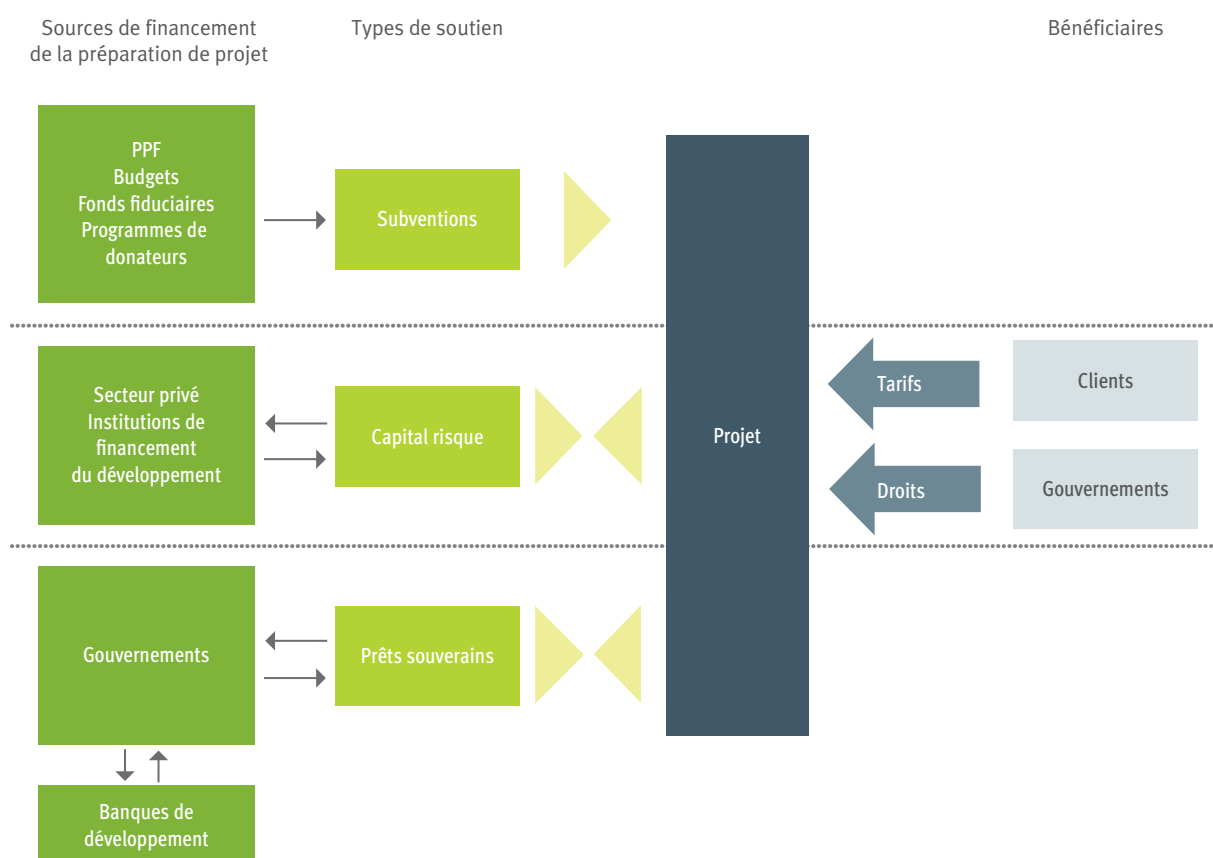 Sources de financement
de la préparation de projet
Types de soutien
Bénéficiaires
PPF
Budgets
Fonds fiduciaires
Programmes de
donateurs
Subventions
Secteur privé
Institutions de
financement
du développement
Capital risque
Projet
Tarifs
Clients
Droits
Gouvernements
Gouvernements
Prêts souverains
Banques de
développement